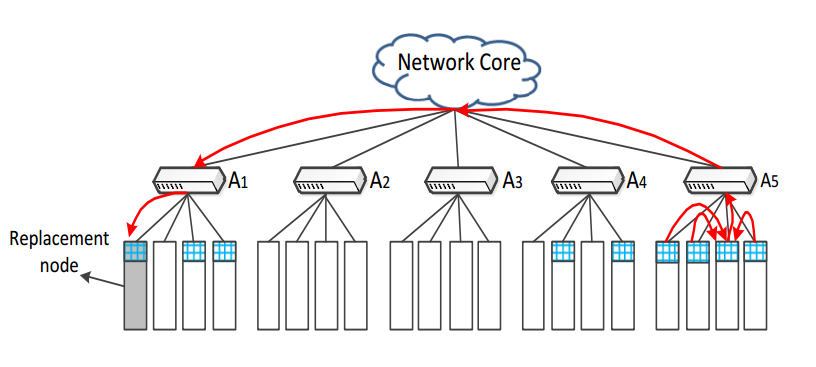 Network Core
A1
A2
A3
A4
A5
Replacement
node